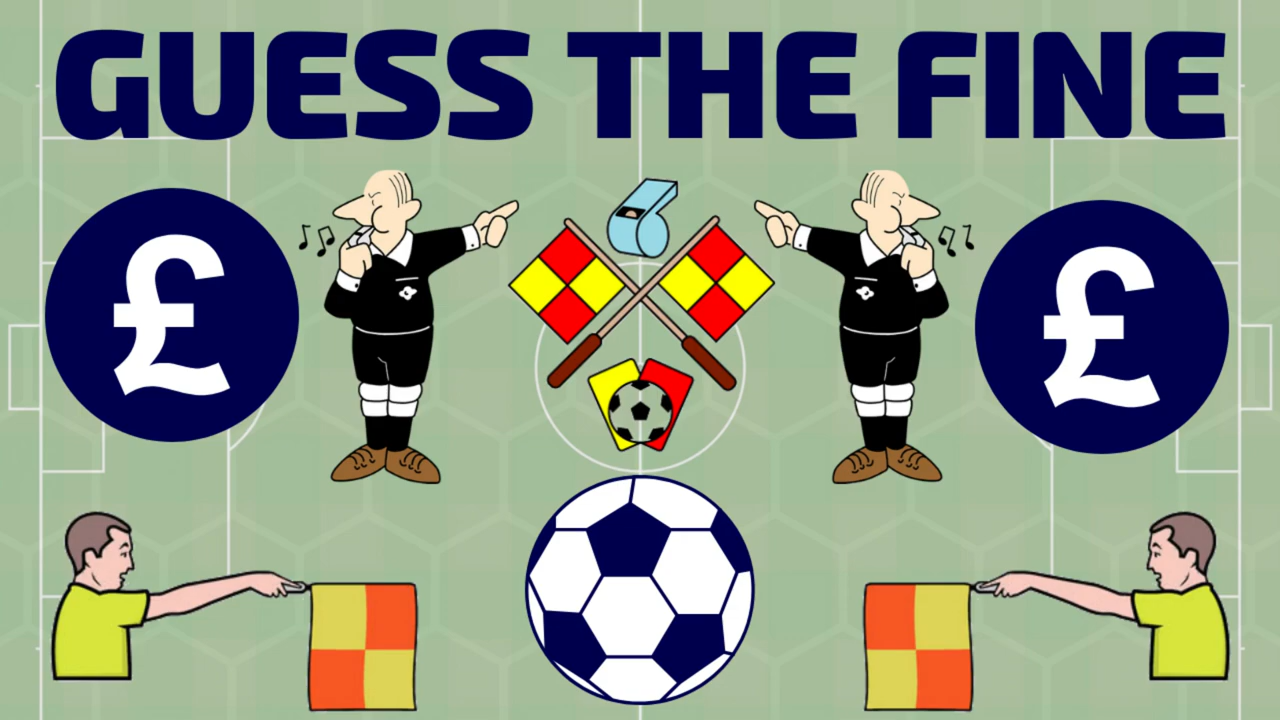 GUESS THE FINE
£ £